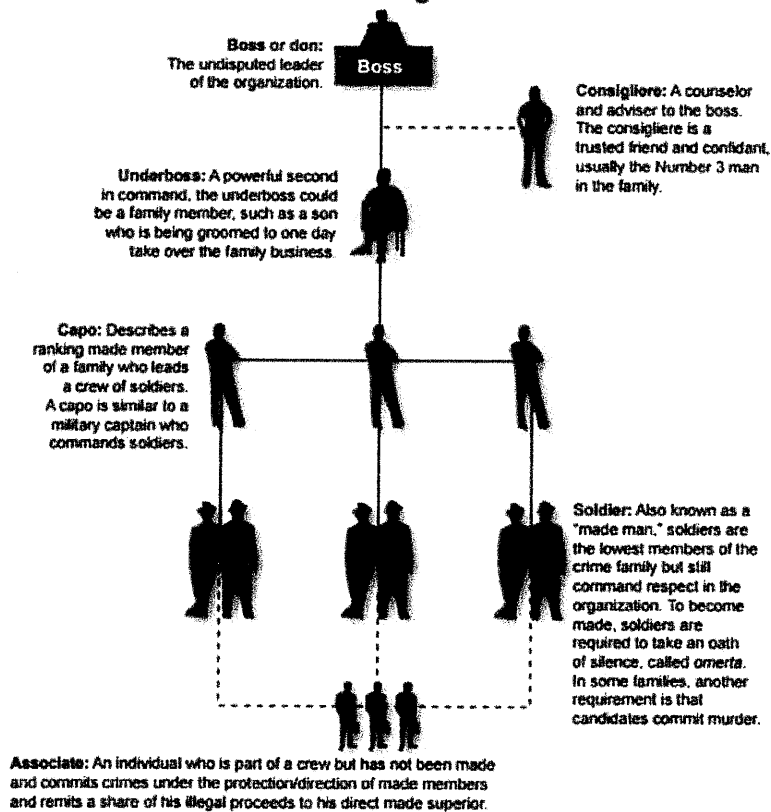 Boss or don:
The undisputed leader
of the organization.
Boss
Consigliere: A counselor
and adviser to the boss.
The consigliere is a
trusted friend and confidant,
usually the Number 3 man
in the family.
Underboss: A powerful second
in command, the underboss could
be a family member, such as a son
who is being groomed to one day
take over the family business.
Capo: Describes a
ranking made member
of a family who leads
a crew of soldiers.
A capo is similar to a
military captain who
commands soldiers.
Soldier: Also known as a
"made man," soldiers are
the lowest members of the
crime family but still
command respect in the
organization. To become
made, soldiers are
required to take an oath
of silence, called omerta.
In some families, another
requirement is that
candidates commit murder.
Associate: An individual who is part of a crew but has not been made
and commits crimes under the protection/direction of made members
and remits a share of his illegal proceeds to his direct made superior.